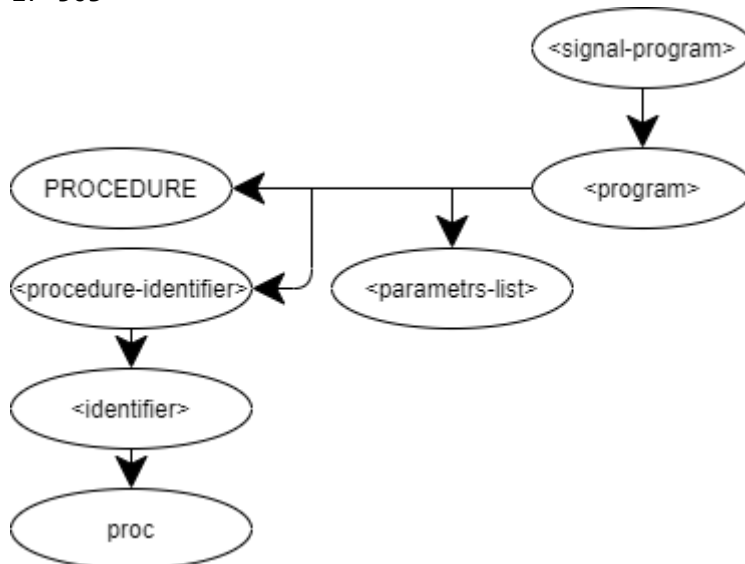 <signal-program>
PROCEDURE
<program>
<procedure-identifier>
<parametrs-list>
<identifier>
proc